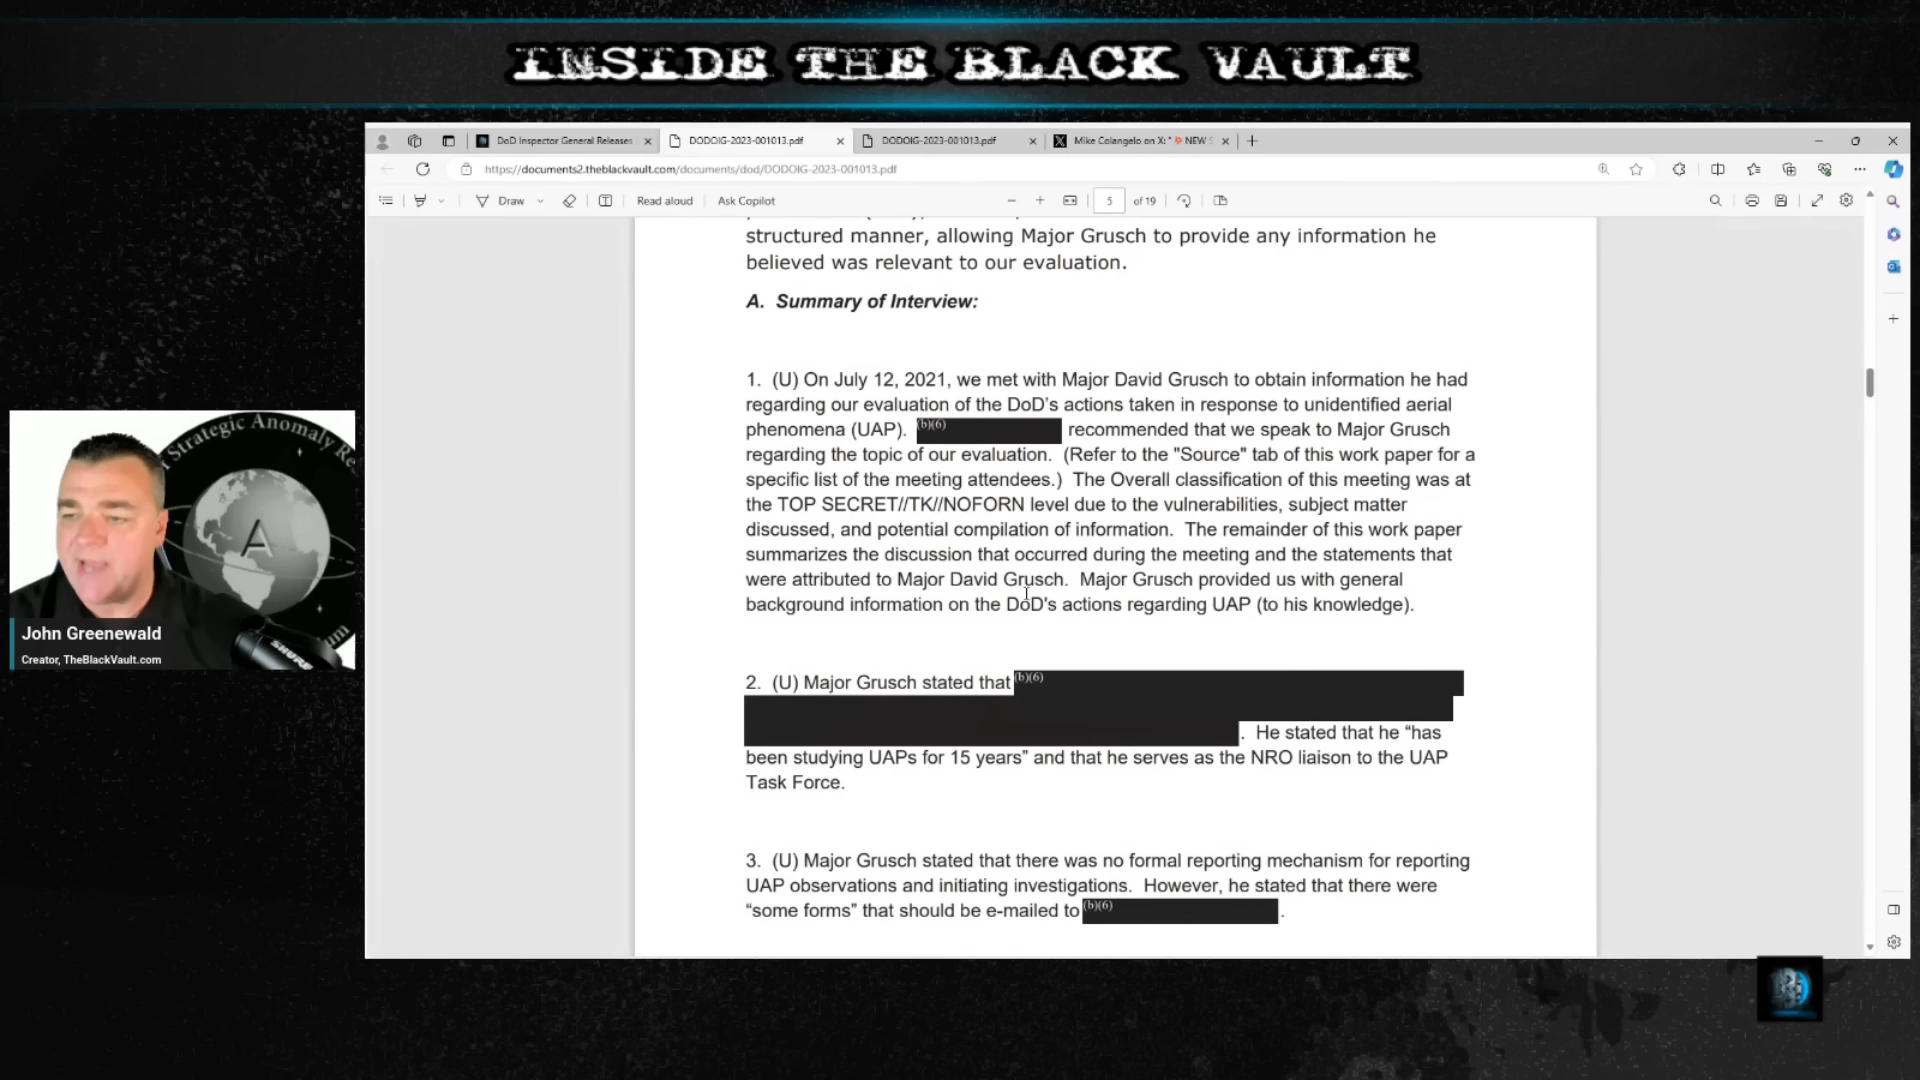 INSIDE THE BLACK VAULT
DoD Inspector General Releases
DODOIG-2023-001013.pdf
DODOIG-2023-001013.pdf
Mike Colangelo on X: " NEW S
https://documents2.theblackvault.com/documents/dod/DODOIG-2023-001013.pdf
Draw
Read aloud
Ask Copilot
5 of 19
structured manner, allowing Major Grusch to provide any information he
believed was relevant to our evaluation.
A. Summary of Interview:
1. (U) On July 12, 2021, we met with Major David Grusch to obtain information he had
regarding our evaluation of the DoD's actions taken in response to unidentified aerial
phenomena (UAP). (b)(6) recommended that we speak to Major Grusch
regarding the topic of our evaluation. (Refer to the "Source" tab of this work paper for a
specific list of the meeting attendees.) The Overall classification of this meeting was at
the TOP SECRET//TK//NOFORN level due to the vulnerabilities, subject matter
discussed, and potential compilation of information. The remainder of this work paper
summarizes the discussion that occurred during the meeting and the statements that
were attributed to Major David Grusch. Major Grusch provided us with general
background information on the DoD's actions regarding UAP (to his knowledge).
2. (U) Major Grusch stated that (b)(6)
. He stated that he “has
been studying UAPs for 15 years” and that he serves as the NRO liaison to the UAP
Task Force.
3. (U) Major Grusch stated that there was no formal reporting mechanism for reporting
UAP observations and initiating investigations. However, he stated that there were
“some forms” that should be e-mailed to (b)(6) .
Strategic Anomaly Re
A
um
SHURE
John Greenewald
Creator, TheBlackVault.com